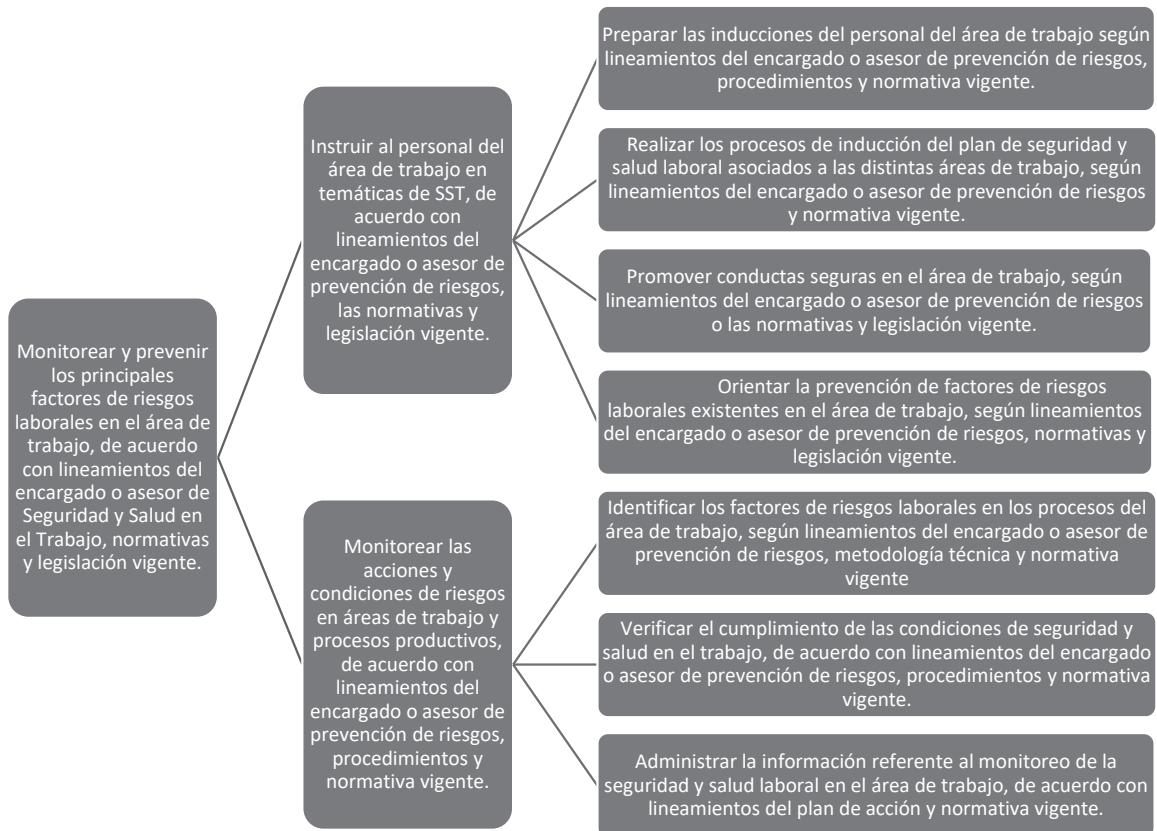 Monitorear y prevenir
los principales
factores de riesgos
laborales en el área de
trabajo, de acuerdo
con lineamientos del
encargado o asesor de
Seguridad y Salud en
el Trabajo, normativas
y legislación vigente.
Instruir al personal del
área de trabajo en
temáticas de SST, de
acuerdo con
lineamientos del
encargado o asesor de
prevención de riesgos,
las normativas y
legislación vigente.
Preparar las inducciones del personal del área de trabajo según
lineamientos del encargado o asesor de prevención de riesgos,
procedimientos y normativa vigente.
Realizar los procesos de inducción del plan de seguridad y
salud laboral asociados a las distintas áreas de trabajo, según
lineamientos del encargado o asesor de prevención de riesgos
y normativa vigente.
Promover conductas seguras en el área de trabajo, según
lineamientos del encargado o asesor de prevención de riesgos
o las normativas y legislación vigente.
Orientar la prevención de factores de riesgos
laborales existentes en el área de trabajo, según lineamientos
del encargado o asesor de prevención de riesgos, normativas y
legislación vigente.
Monitorear las
acciones y
condiciones de riesgos
en áreas de trabajo y
procesos productivos,
de acuerdo con
lineamientos del
encargado o asesor de
prevención de riesgos,
procedimientos y
normativa vigente.
Identificar los factores de riesgos laborales en los procesos del
área de trabajo, según lineamientos del encargado o asesor de
prevención de riesgos, metodología técnica y normativa
vigente
Verificar el cumplimiento de las condiciones de seguridad y
salud en el trabajo, de acuerdo con lineamientos del encargado
o asesor de prevención de riesgos, procedimientos y normativa
vigente.
Administrar la información referente al monitoreo de la
seguridad y salud laboral en el área de trabajo, de acuerdo con
lineamientos del plan de acción y normativa vigente.